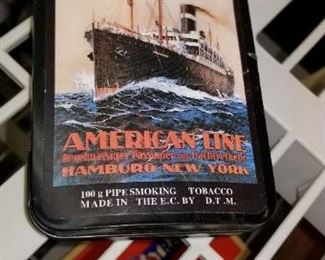 AMERICAN LINE
HAMBURG NEW YORK
100 g PIPE SMOKING TOBACCO
MADE IN THE E.C. BY D.T.M.